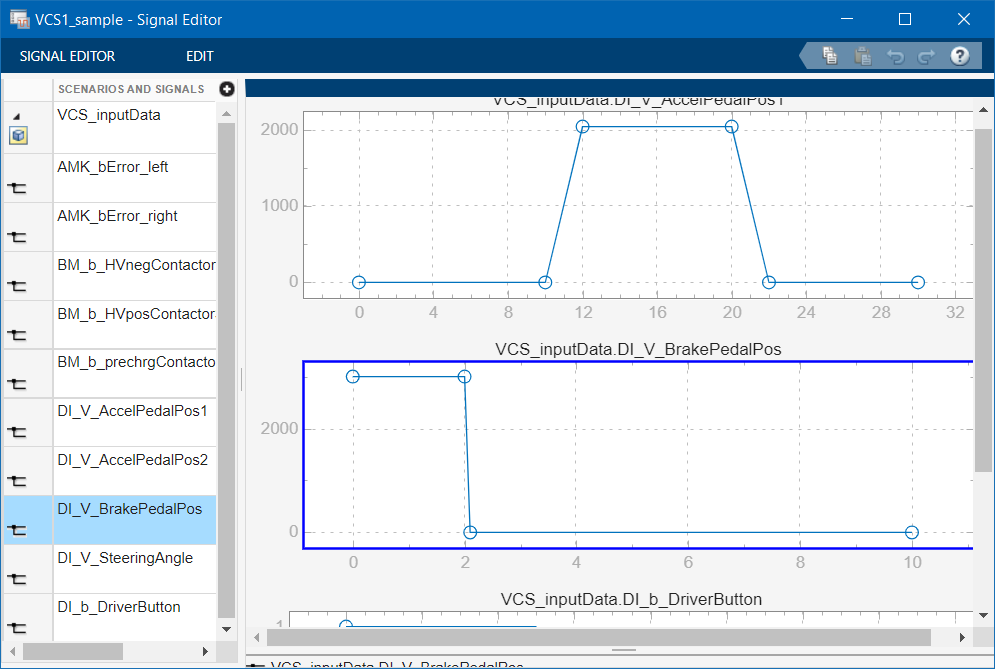 VCS1_sample - Signal Editor
SIGNAL EDITOR EDIT
SCENARIOS AND SIGNALS
VCS_inputData
AMK_bError_left
AMK_bError_right
BM_b_HVnegContactor
BM_b_HVposContactor
BM_b_prechrgContacto
DI_V_AccelPedalPos1
DI_V_AccelPedalPos2
DI_V_BrakePedalPos
DI_V_SteeringAngle
DI_b_DriverButton
VCS_inputData.DI_V_AccelPedalPos1
2000
1000
0
0 4 8 12 16 20 24 28 32
VCS_inputData.DI_V_BrakePedalPos
2000
0
0 2 4 6 8 10
VCS_inputData.DI_b_DriverButton
1
VCS_inputData.DI_V_BrakePedalPos